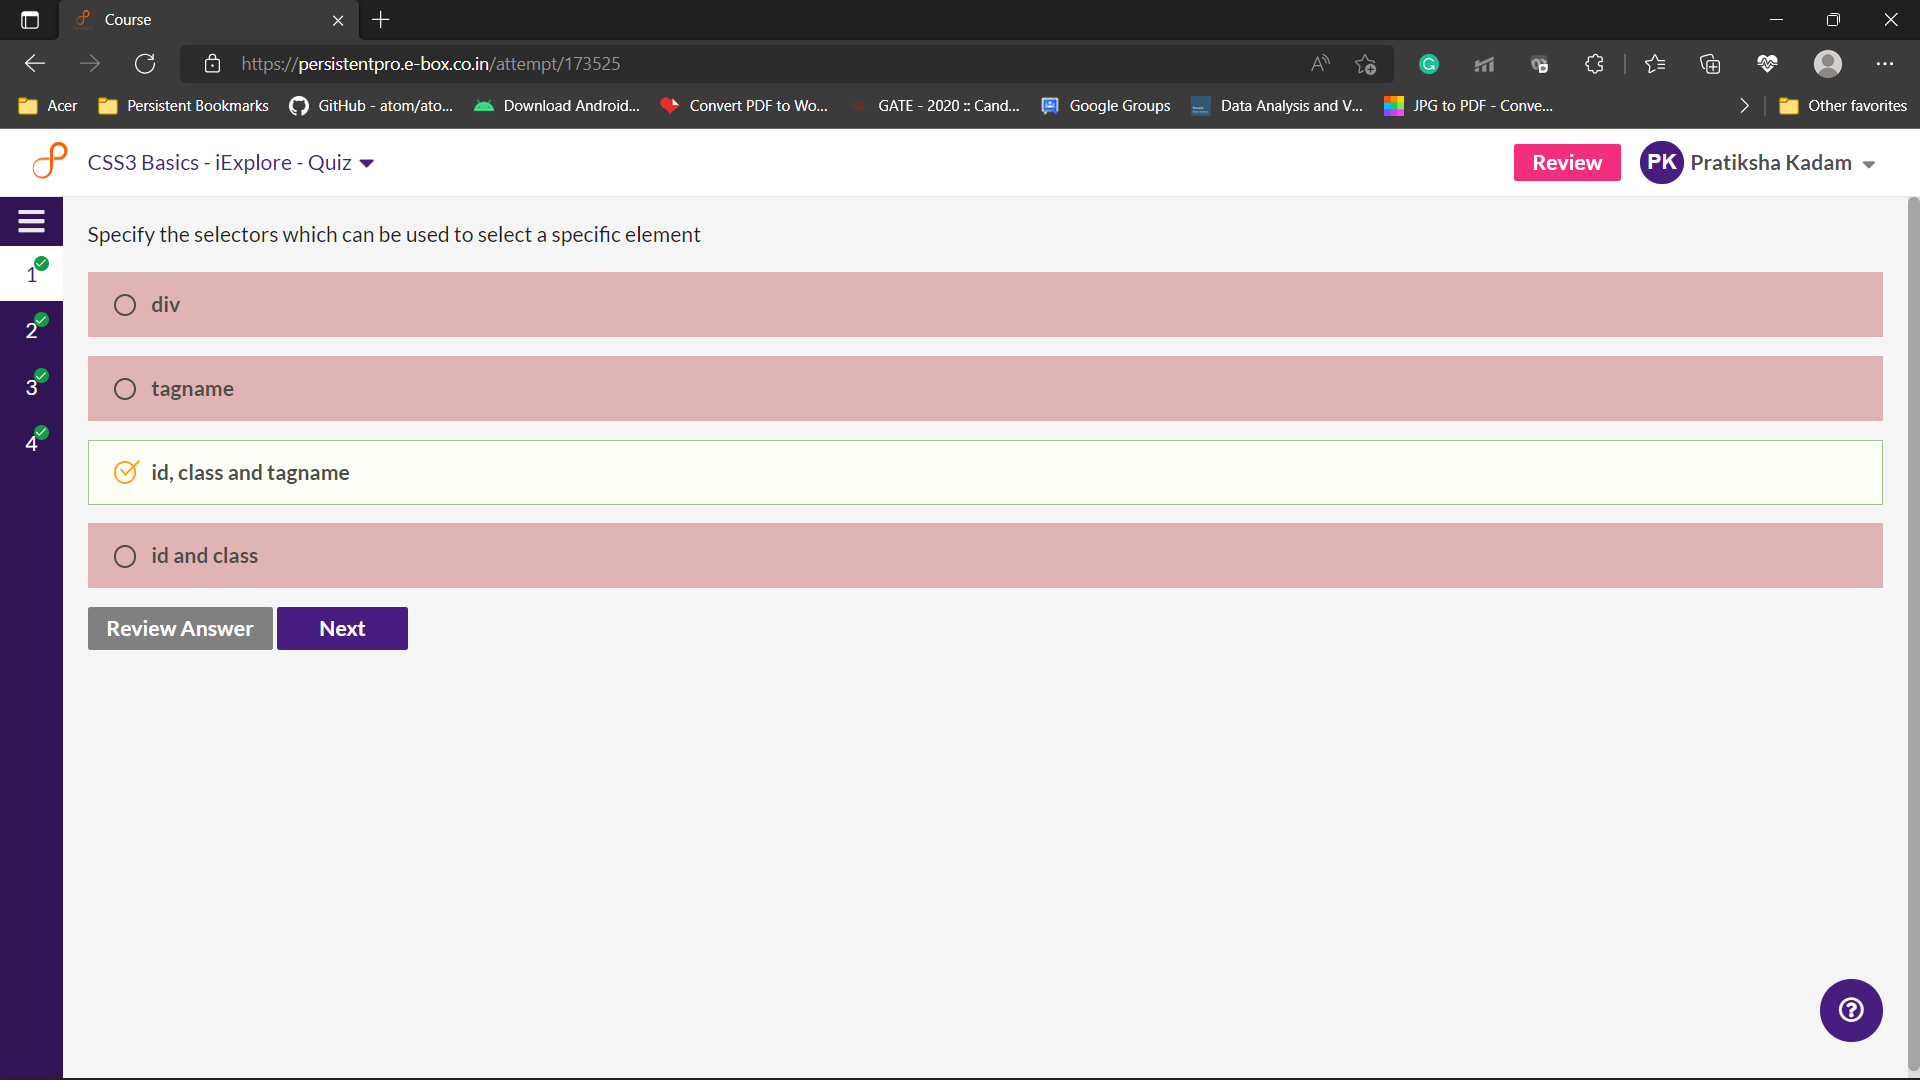 Course
https://persistentpro.e-box.co.in/attempt/173525
Acer
Persistent Bookmarks
GitHub - atom/ato...
Download Android...
Convert PDF to Wo...
GATE - 2020 :: Cand...
Google Groups
Data Analysis and V...
JPG to PDF - Conve...
Other favorites
CSS3 Basics - iExplore - Quiz
Review
PK
Pratiksha Kadam
1
2
3
4
Specify the selectors which can be used to select a specific element
div
tagname
id, class and tagname
id and class
Review Answer
Next